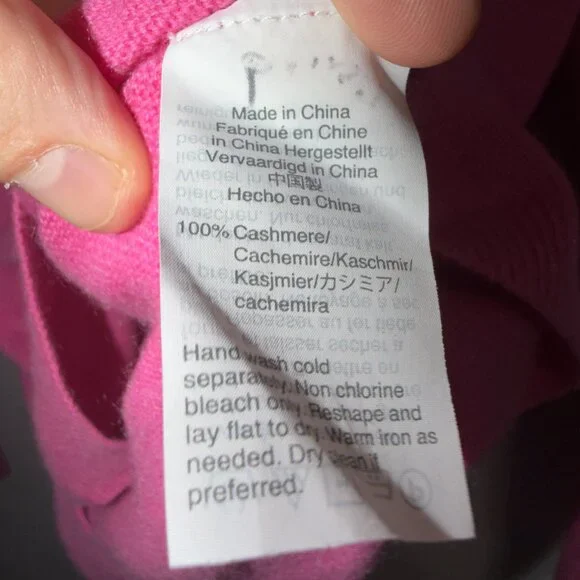 Made in China
Fabriqué en Chine
in China Hergestellt
Vervaardigd in China
中国製
Hecho en China
100% Cashmere/
Cachemire/Kaschmir/
Kasjmier/カシミア/
cachemira
Hand wash cold
separately. Non chlorine
bleach only. Reshape and
lay flat to dry. Warm iron as
needed. Dry clean if
preferred.